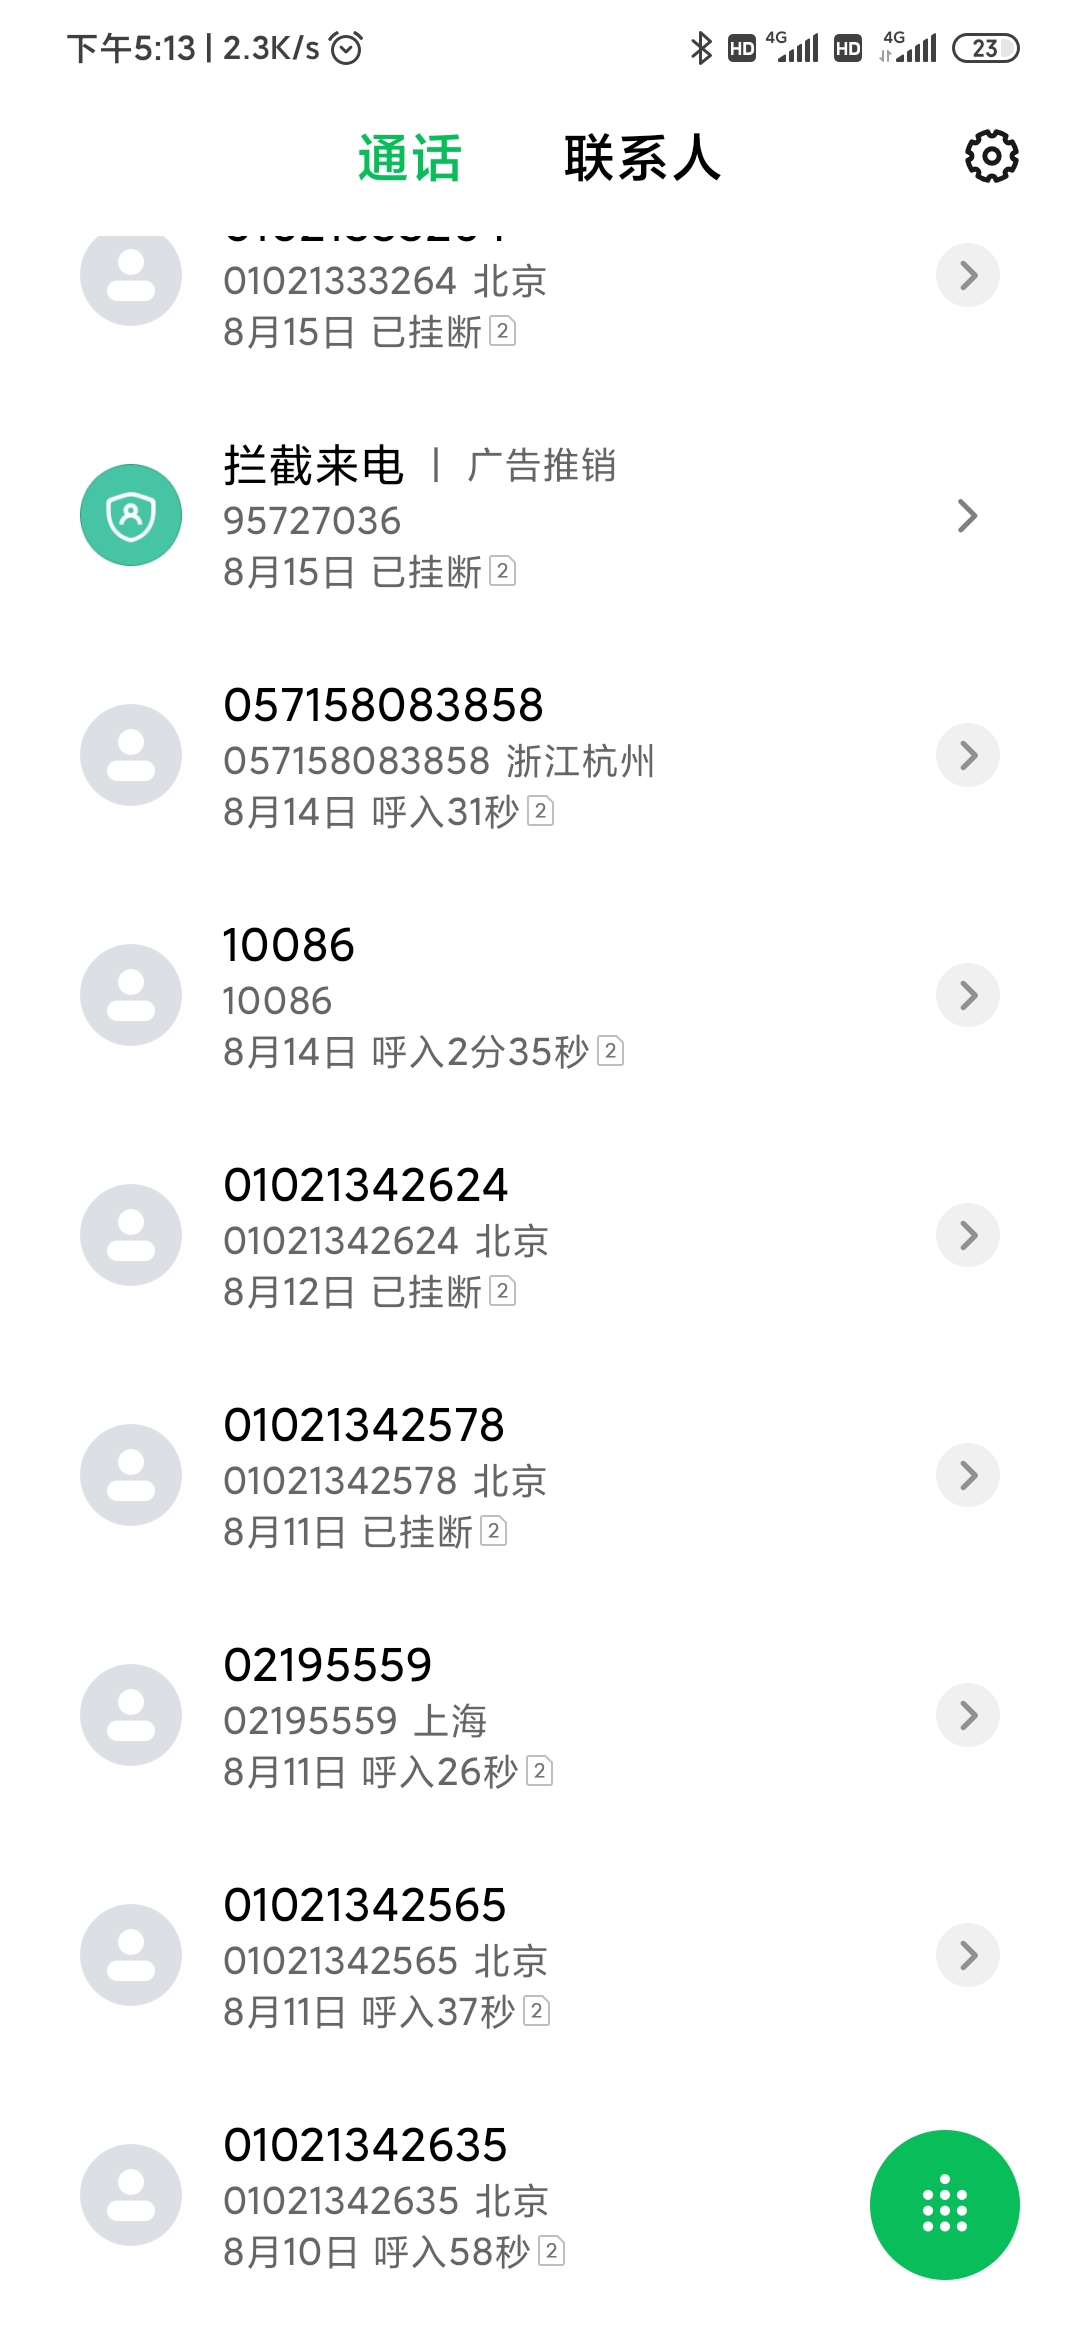 下午5:13 | 2.3K/s
HD 4G HD 4G 23
通话 联系人
01021333264 北京
8月15日 已挂断 2
拦截来电 | 广告推销
95727036
8月15日 已挂断 2
057158083858
057158083858 浙江杭州
8月14日 呼入31秒 2
10086
10086
8月14日 呼入2分35秒 2
01021342624
01021342624 北京
8月12日 已挂断 2
01021342578
01021342578 北京
8月11日 已挂断 2
02195559
02195559 上海
8月11日 呼入26秒 2
01021342565
01021342565 北京
8月11日 呼入37秒 2
01021342635
01021342635 北京
8月10日 呼入58秒 2